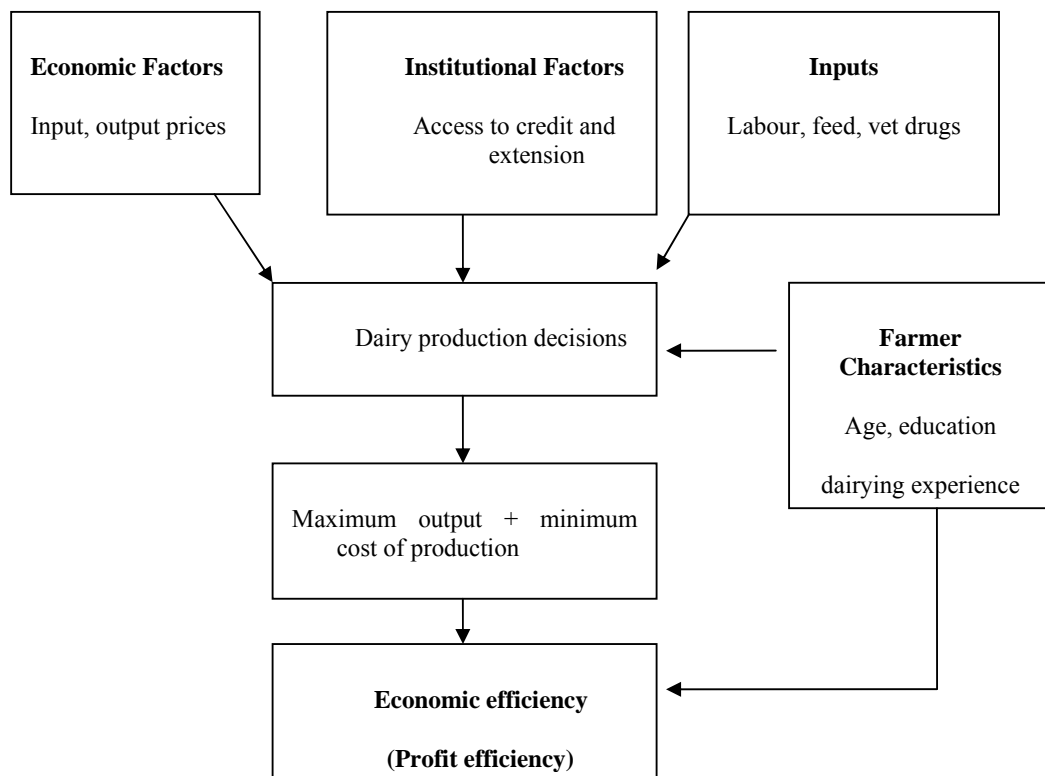 Economic Factors
Input, output prices
Institutional Factors
Access to credit and
extension
Inputs
Labour, feed, vet drugs
Dairy production decisions
Farmer
Characteristics
Age, education
dairying experience
Maximum output + minimum
cost of production
Economic efficiency
(Profit efficiency)